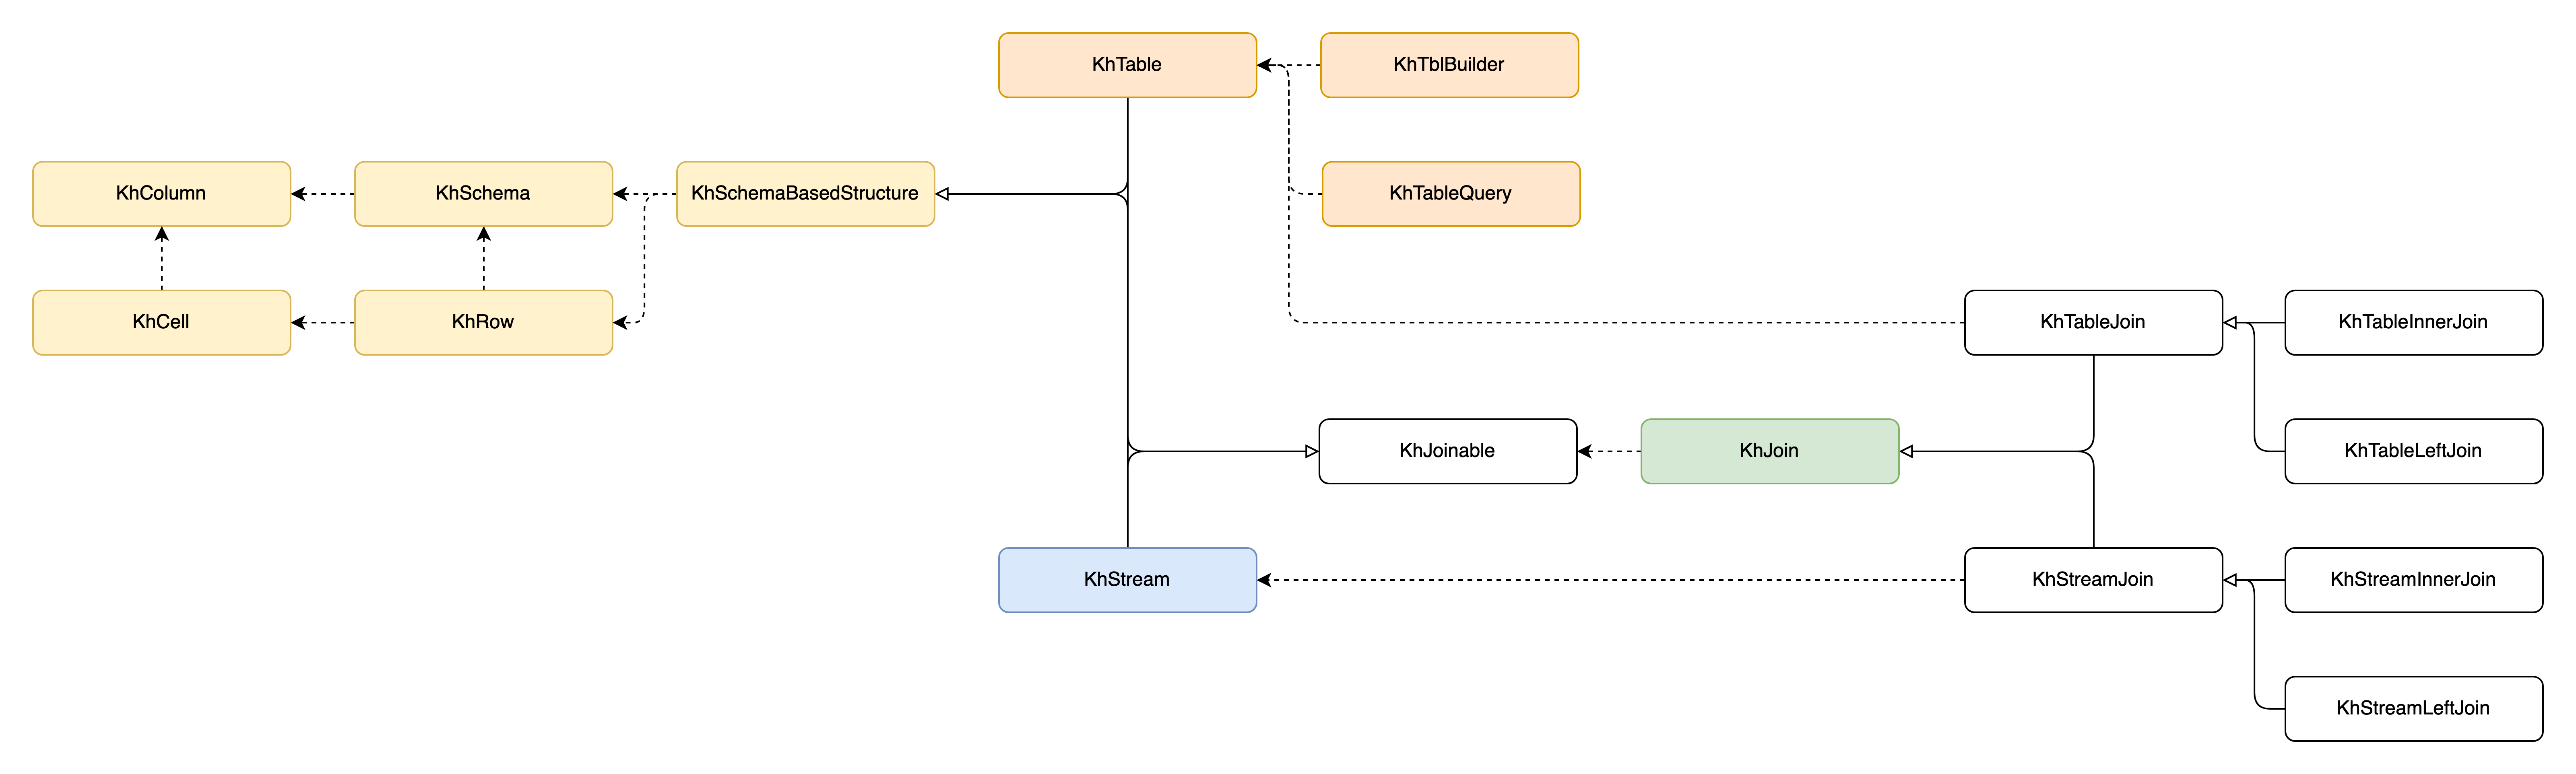 KhTable
KhTblBuilder
KhColumn
KhSchema
KhSchemaBasedStructure
KhTableQuery
KhCell
KhRow
KhTableJoin
KhTableInnerJoin
KhJoinable
KhJoin
KhTableLeftJoin
KhStream
KhStreamJoin
KhStreamInnerJoin
KhStreamLeftJoin